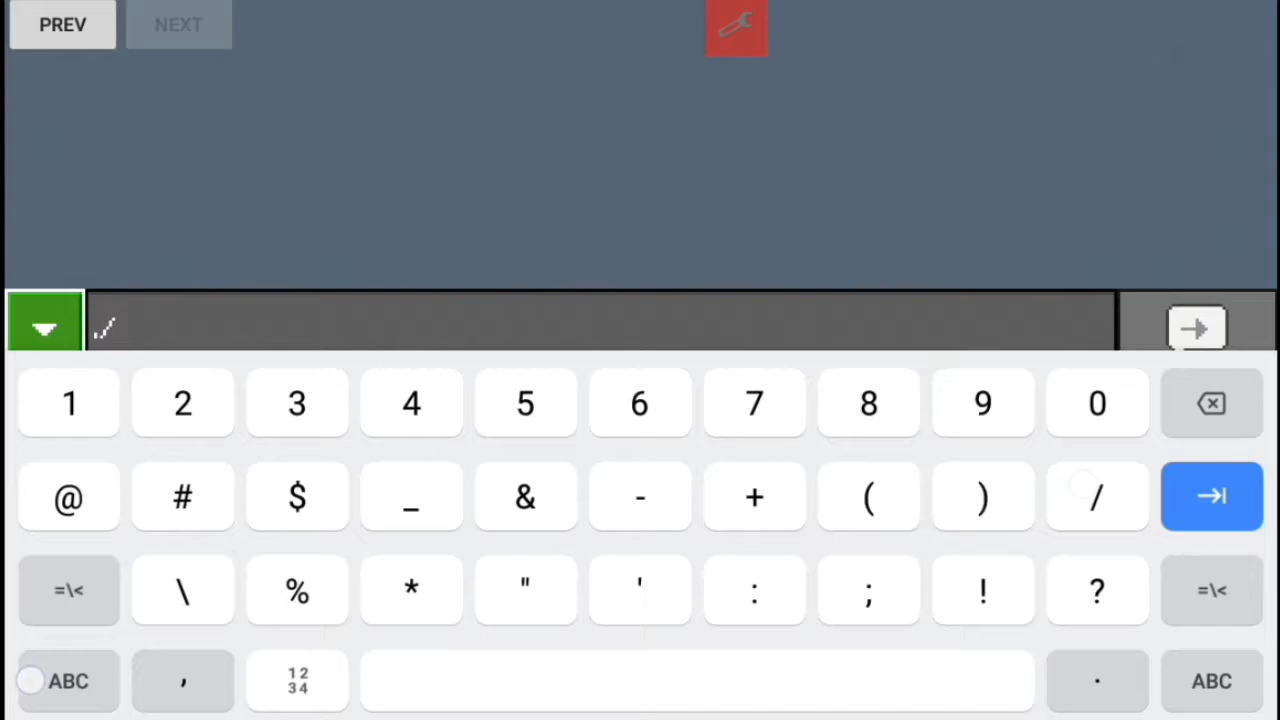 PREV NEXT
./
1 2 3 4 5 6 7 8 9 0
@ # $ _ & - + ( ) /
=\< \ % * " ' : ; ! ? =\<
ABC , 12 34 . ABC